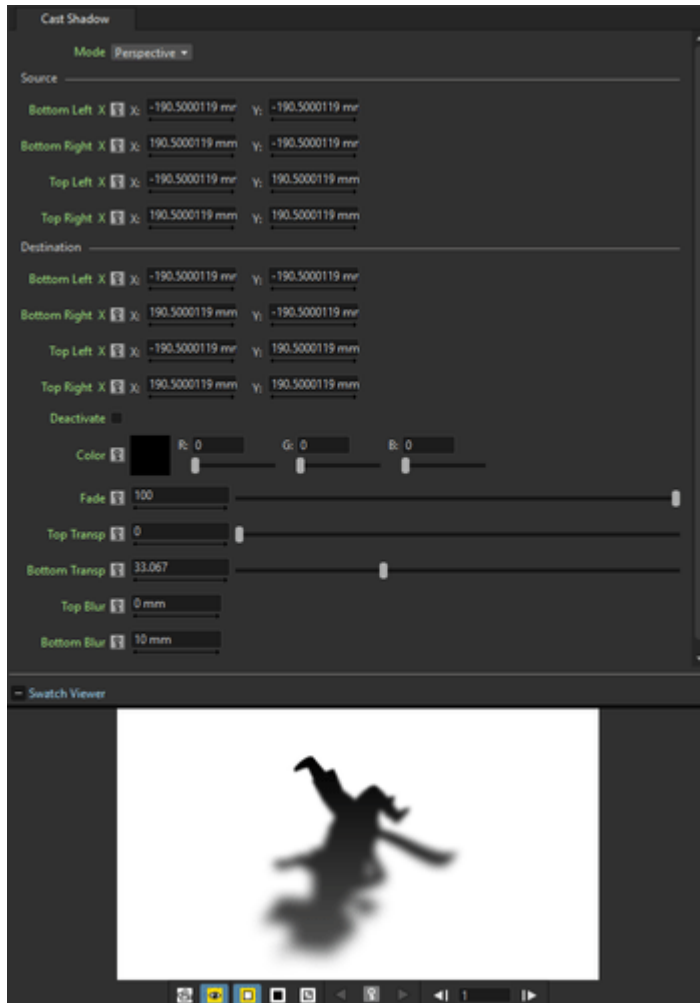 Cast Shadow
Mode Perspective
Source
Bottom Left X X: -190.5000119 mr Y: -190.5000119 mr
Bottom Right X X: 190.5000119 mm Y: -190.5000119 mr
Top Left X X: -190.5000119 mr Y: 190.5000119 mm
Top Right X X: 190.5000119 mm Y: 190.5000119 mm
Destination
Bottom Left X X: -190.5000119 mr Y: -190.5000119 mr
Bottom Right X X: 190.5000119 mm Y: -190.5000119 mr
Top Left X X: -190.5000119 mr Y: 190.5000119 mm
Top Right X X: 190.5000119 mm Y: 190.5000119 mm
Deactivate
Color R: 0 G: 0 B: 0
Fade 100
Top Transp 0
Bottom Transp 33.067
Top Blur 0 mm
Bottom Blur 10 mm
Swatch Viewer
1